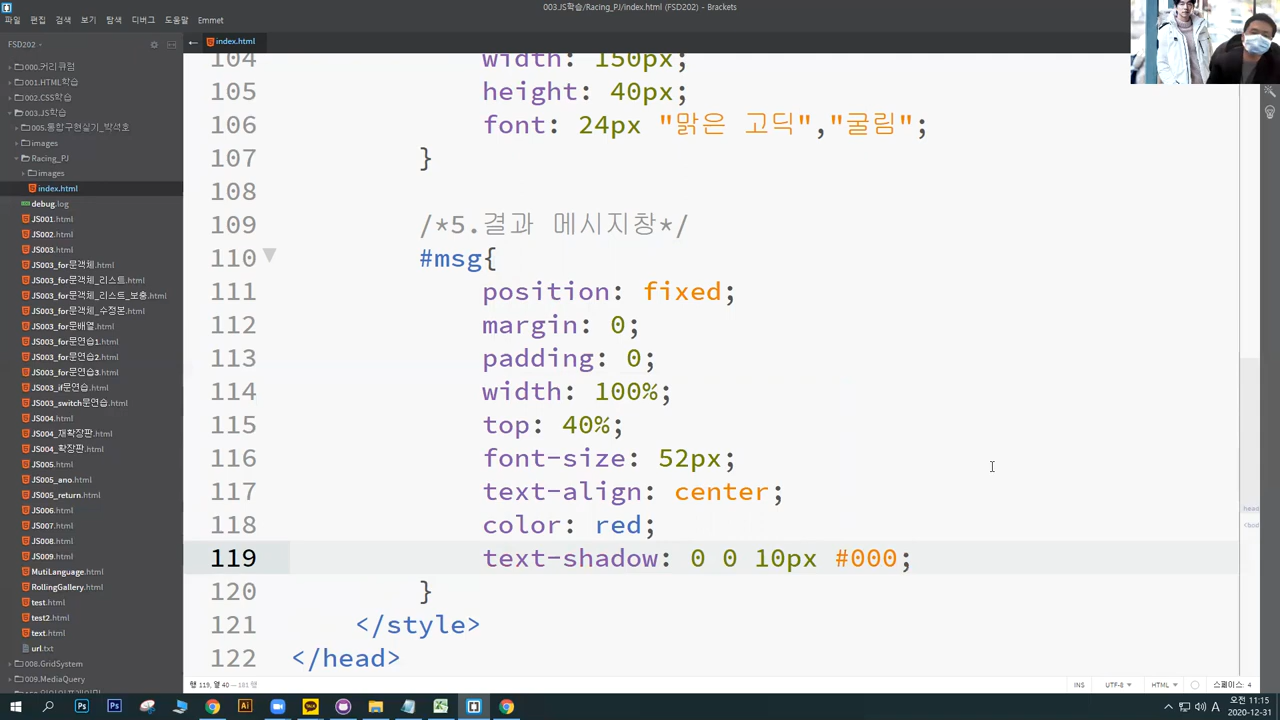 003.JS학습/Racing_PJ/index.html (FSD202) - Brackets
파일 편집 검색 보기 탐색 디버그 도움말 Emmet
FSD202
index.html
000.커리큘럼
001.HTML학습
002.CSS학습
003.JS학습
005.통합구현실기_박석호
images
Racing_PJ
images
index.html
debug.log
JS001.html
JS002.html
JS003.html
JS003_for문객체.html
JS003_for문객체_리스트.html
JS003_for문객체_리스트_보충.html
JS003_for문객체_수정본.html
JS003_for문배열.html
JS003_for문연습1.html
JS003_for문연습2.html
JS003_for문연습3.html
JS003_if문연습.html
JS003_switch문연습.html
JS004.html
JS004_재확장판.html
JS004_확장판.html
JS005.html
JS005_ano.html
JS005_return.html
JS006.html
JS007.html
JS008.html
JS009.html
MutiLanguage.html
RollingGallery.html
test.html
test2.html
text.html
url.txt
008.GridSystem
009.MediaQuery
104 width: 150px;
105 height: 40px;
106 font: 24px "맑은 고딕","굴림";
107 }
108
109 /*5.결과 메시지창*/
110 #msg{
111 position: fixed;
112 margin: 0;
113 padding: 0;
114 width: 100%;
115 top: 40%;
116 font-size: 52px;
117 text-align: center;
118 color: red;
119 text-shadow: 0 0 10px #000;
120 }
121 </style>
122 </head>
head
<bod
행 119, 열 40 — 181 행
INS UTF-8 HTML 스페이스: 4
A 오전 11:15
2020-12-31